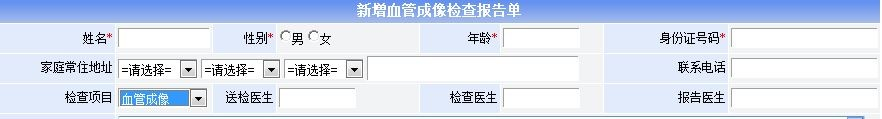 新增血管成像检查报告单
姓名* 性别* 男 女 年龄* 身份证号码*
家庭常住地址 =请选择= =请选择= =请选择= 联系电话
检查项目 血管成像 送检医生 检查医生 报告医生